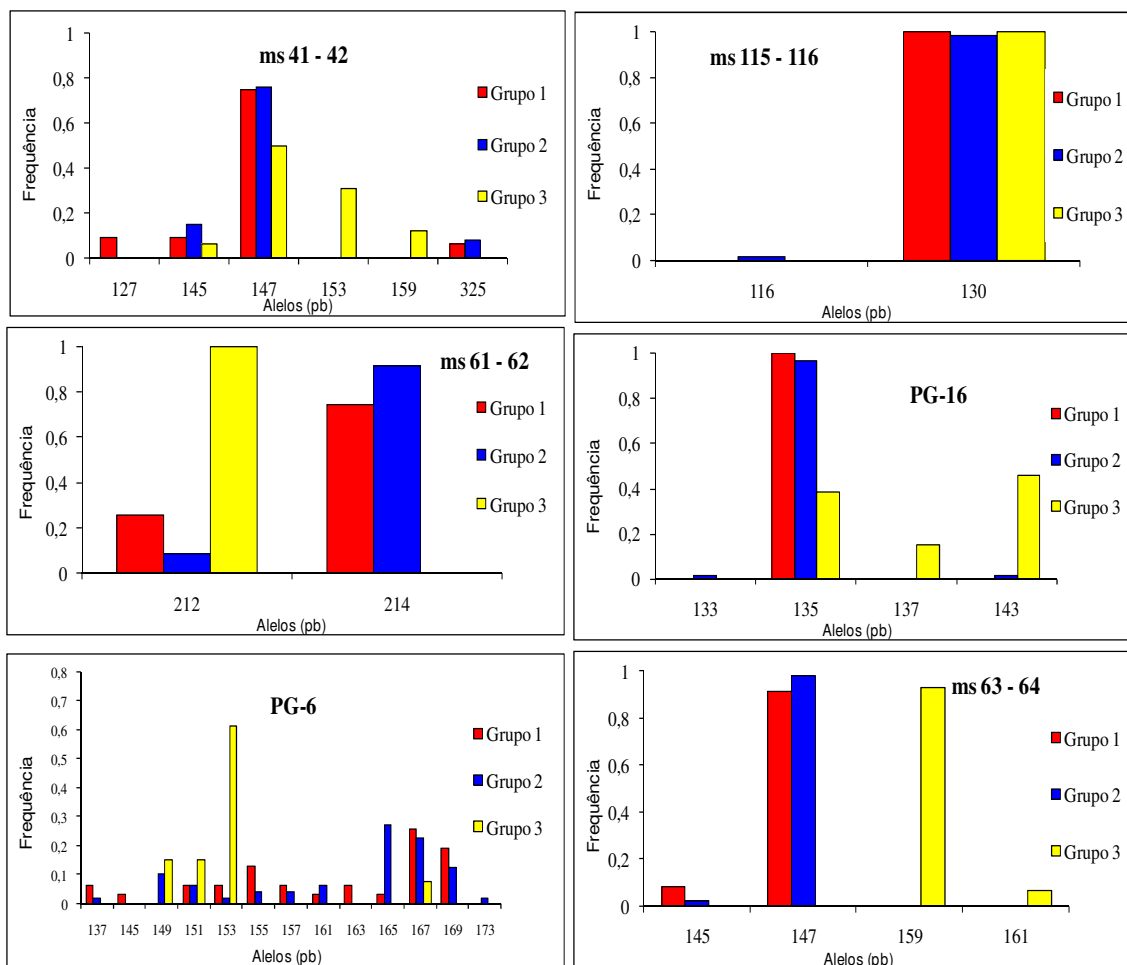 ms 41 - 42
Frequência
1
0,8
0,6
0,4
0,2
0
127 145 147 153 159 325
Alelos (pb)
Grupo 1
Grupo 2
Grupo 3
ms 115 - 116
Frequência
1
0,8
0,6
0,4
0,2
0
116 130
Alelos (pb)
Grupo 1
Grupo 2
Grupo 3
ms 61 - 62
Frequência
1
0,8
0,6
0,4
0,2
0
212 214
Alelos (pb)
Grupo 1
Grupo 2
Grupo 3
PG-16
Frequência
1
0,8
0,6
0,4
0,2
0
133 135 137 143
Alelos (pb)
Grupo 1
Grupo 2
Grupo 3
PG-6
Frequência
0,8
0,7
0,6
0,5
0,4
0,3
0,2
0,1
0
137 145 149 151 153 155 157 161 163 165 167 169 173
Alelos (pb)
Grupo 1
Grupo 2
Grupo 3
ms 63 - 64
Frequência
1
0,8
0,6
0,4
0,2
0
145 147 159 161
Alelos (pb)
Grupo 1
Grupo 2
Grupo 3